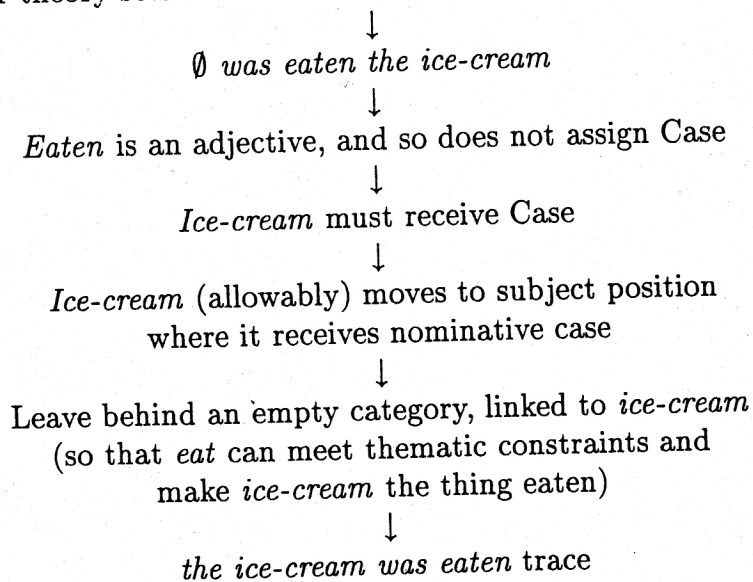 theory
↓
∅ was eaten the ice-cream
↓
Eaten is an adjective, and so does not assign Case
↓
Ice-cream must receive Case
↓
Ice-cream (allowably) moves to subject position
where it receives nominative case
↓
Leave behind an empty category, linked to ice-cream
(so that eat can meet thematic constraints and
make ice-cream the thing eaten)
↓
the ice-cream was eaten trace